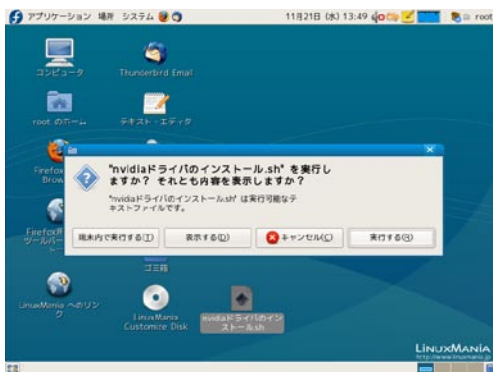 アプリケーション 場所 システム
11月21日 (水) 13:49
root
コンピュータ
Thunderbird Email
root のホーム
テキスト・エディタ
"nvidiaドライバのインストール.sh" を実行し
ますか? それとも内容を表示しますか?
"nvidiaドライバのインストール.sh" は実行可能なテ
キストファイルです。
端末内で実行する(T)
表示する(D)
キャンセル(C)
実行する(R)
Firefox
Brow
Firefox
ツールバー
ゴミ箱
LinuxMania へのリン
ク
LinuxMania
Customize Disk
nvidiaドライバのイン
ストール.sh
LINUXMANIA
http://www.linuxmania.jp